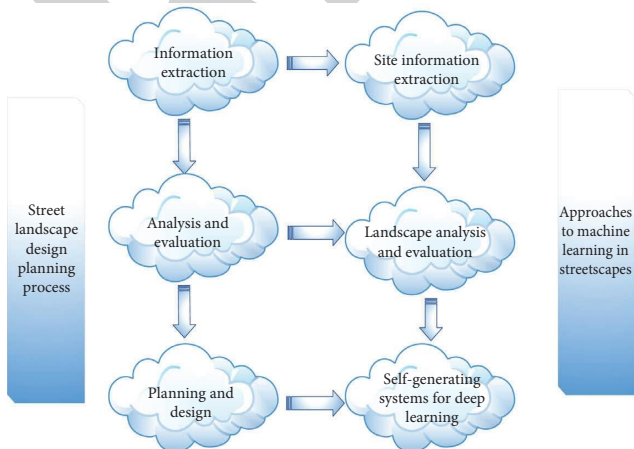 Information
extraction
Site information
extraction
Street
landscape
design
planning
process
Analysis and
evaluation
Landscape analysis
and evaluation
Approaches
to machine
learning in
streetscapes
Planning and
design
Self-generating
systems for deep
learning